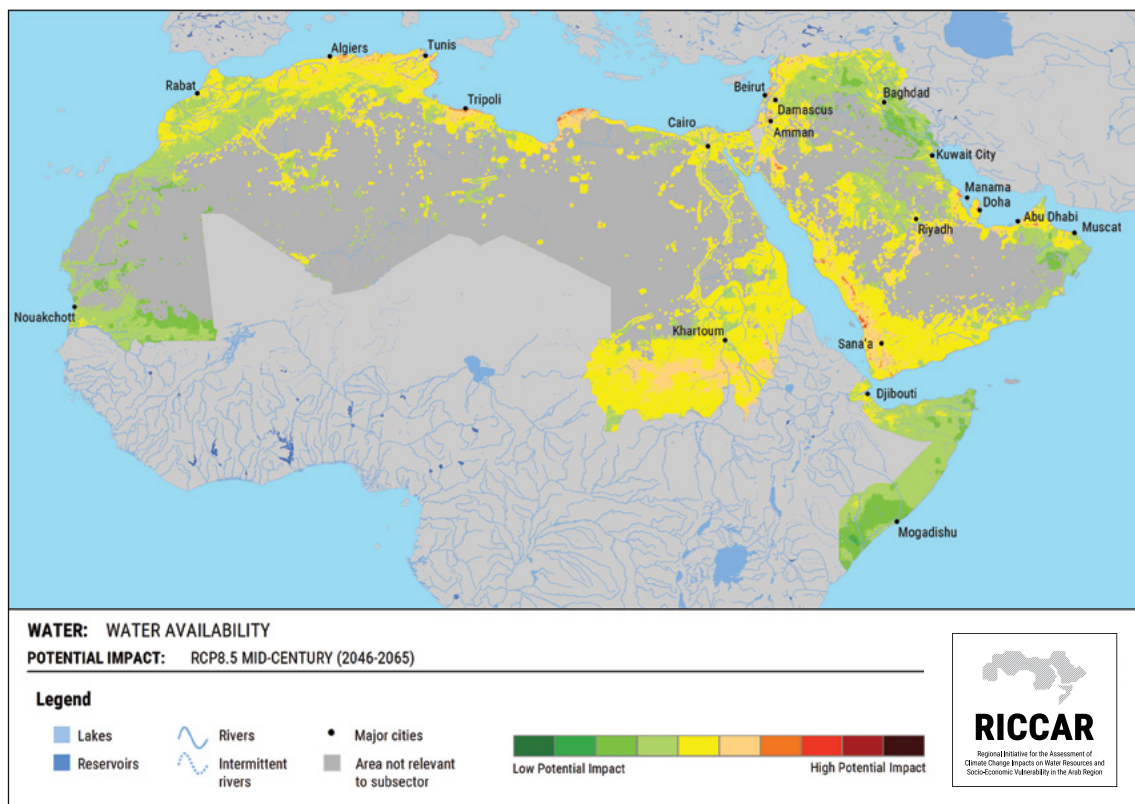 Algiers
Tunis
Rabat
Tripoli
Beirut
Damascus
Baghdad
Cairo
Amman
Kuwait City
Manama
Doha
Abu Dhabi
Riyadh
Muscat
Nouakchott
Khartoum
Sana'a
Djibouti
Mogadishu
WATER: WATER AVAILABILITY
POTENTIAL IMPACT: RCP8.5 MID-CENTURY (2046-2065)
Legend
Lakes
Reservoirs
Rivers
Intermittent
rivers
Major cities
Area not relevant
to subsector
Low Potential Impact
High Potential Impact
RICCAR
Regional Initiative for the Assessment of
Climate Change Impacts on Water Resources and
Socio-Economic Vulnerability in the Arab Region